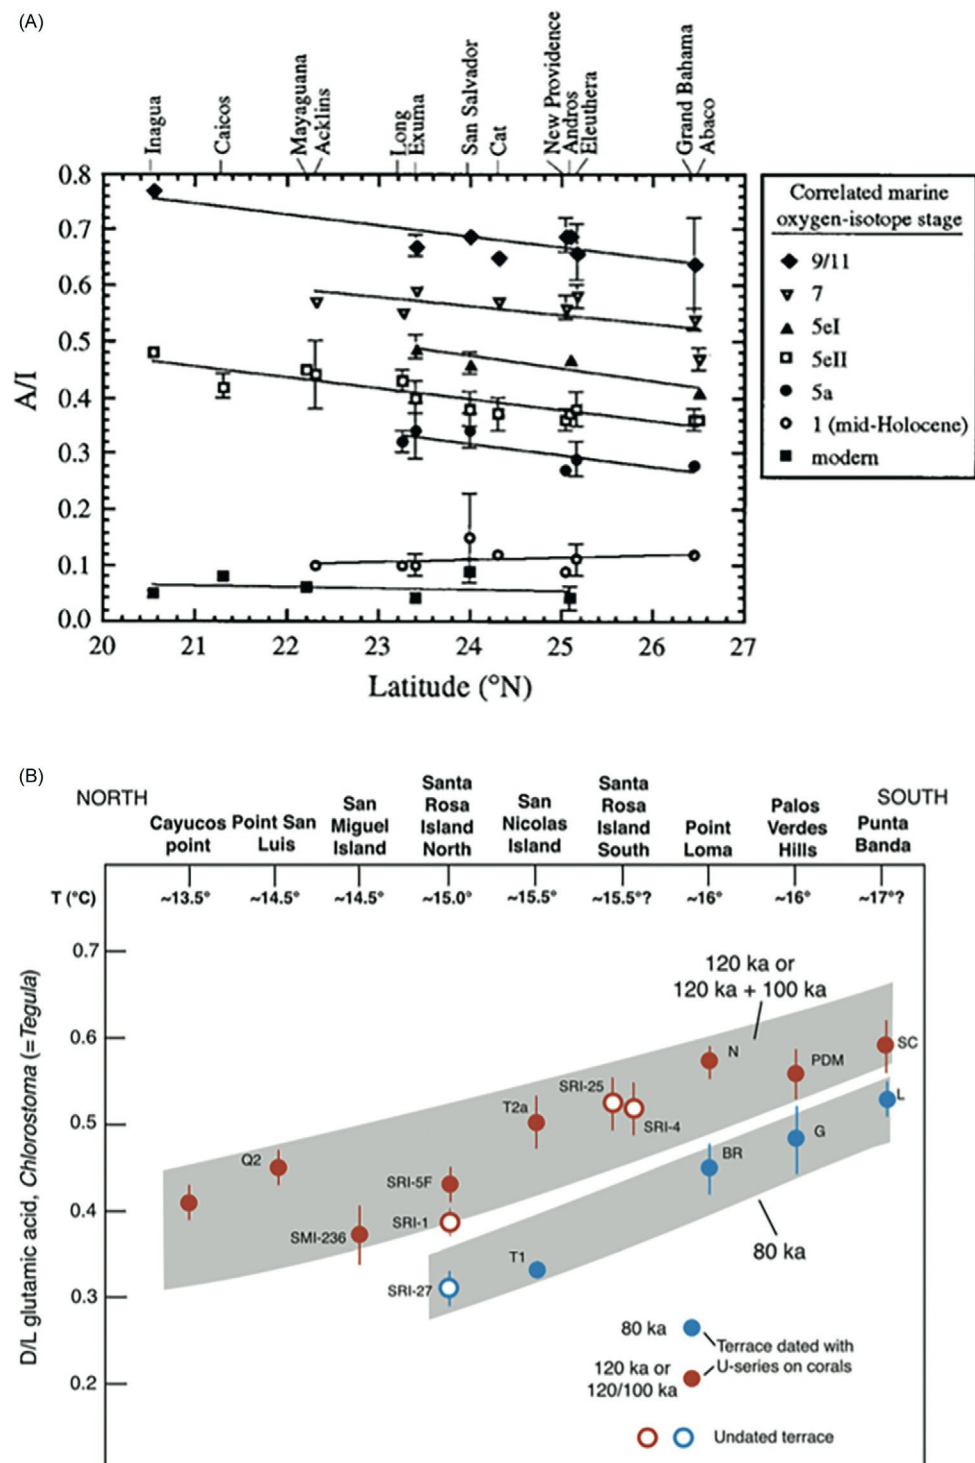 (A)
Inagua
Caicos
Mayaguana
Acklins
Long
Exuma
San Salvador
Cat
New Providence
Andros
Eleuthera
Grand Bahama
Abaco
0.8
0.7
0.6
0.5
0.4
0.3
0.2
0.1
0.0
A/I
20 21 22 23 24 25 26 27
Latitude (°N)
Correlated marine
oxygen-isotope stage
9/11
7
5eI
5eII
5a
1 (mid-Holocene)
modern
(B)
NORTH
SOUTH
Cayucos
point
Point San
Luis
San
Miguel
Island
Santa
Rosa
Island
North
San
Nicolas
Island
Santa
Rosa
Island
South
Point
Loma
Palos
Verdes
Hills
Punta
Banda
T (°C) ~13.5° ~14.5° ~14.5° ~15.0° ~15.5° ~15.5°? ~16° ~16° ~17°?
D/L glutamic acid, Chlorostoma (=Tegula)
0.7
0.6
0.5
0.4
0.3
0.2
120 ka or
120 ka + 100 ka
N
PDM
SC
SRI-25
SRI-4
T2a
L
G
BR
Q2
SRI-5F
SRI-1
SMI-236
T1
SRI-27
80 ka
80 ka
Terrace dated with
U-series on corals
120 ka or
120/100 ka
Undated terrace